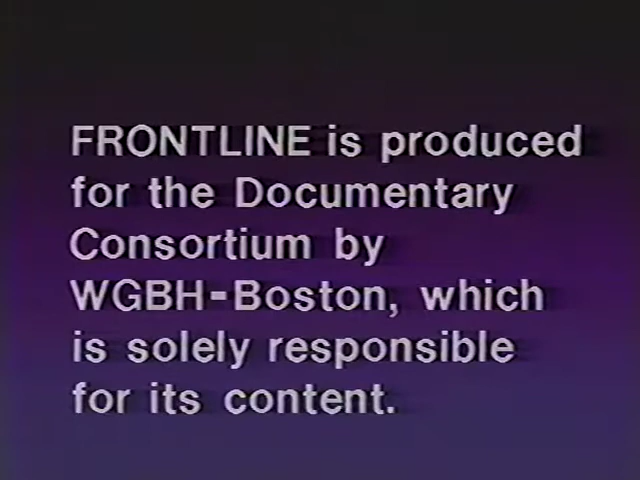 FRONTLINE is produced
for the Documentary
Consortium by
WGBH-Boston, which
is solely responsible
for its content.